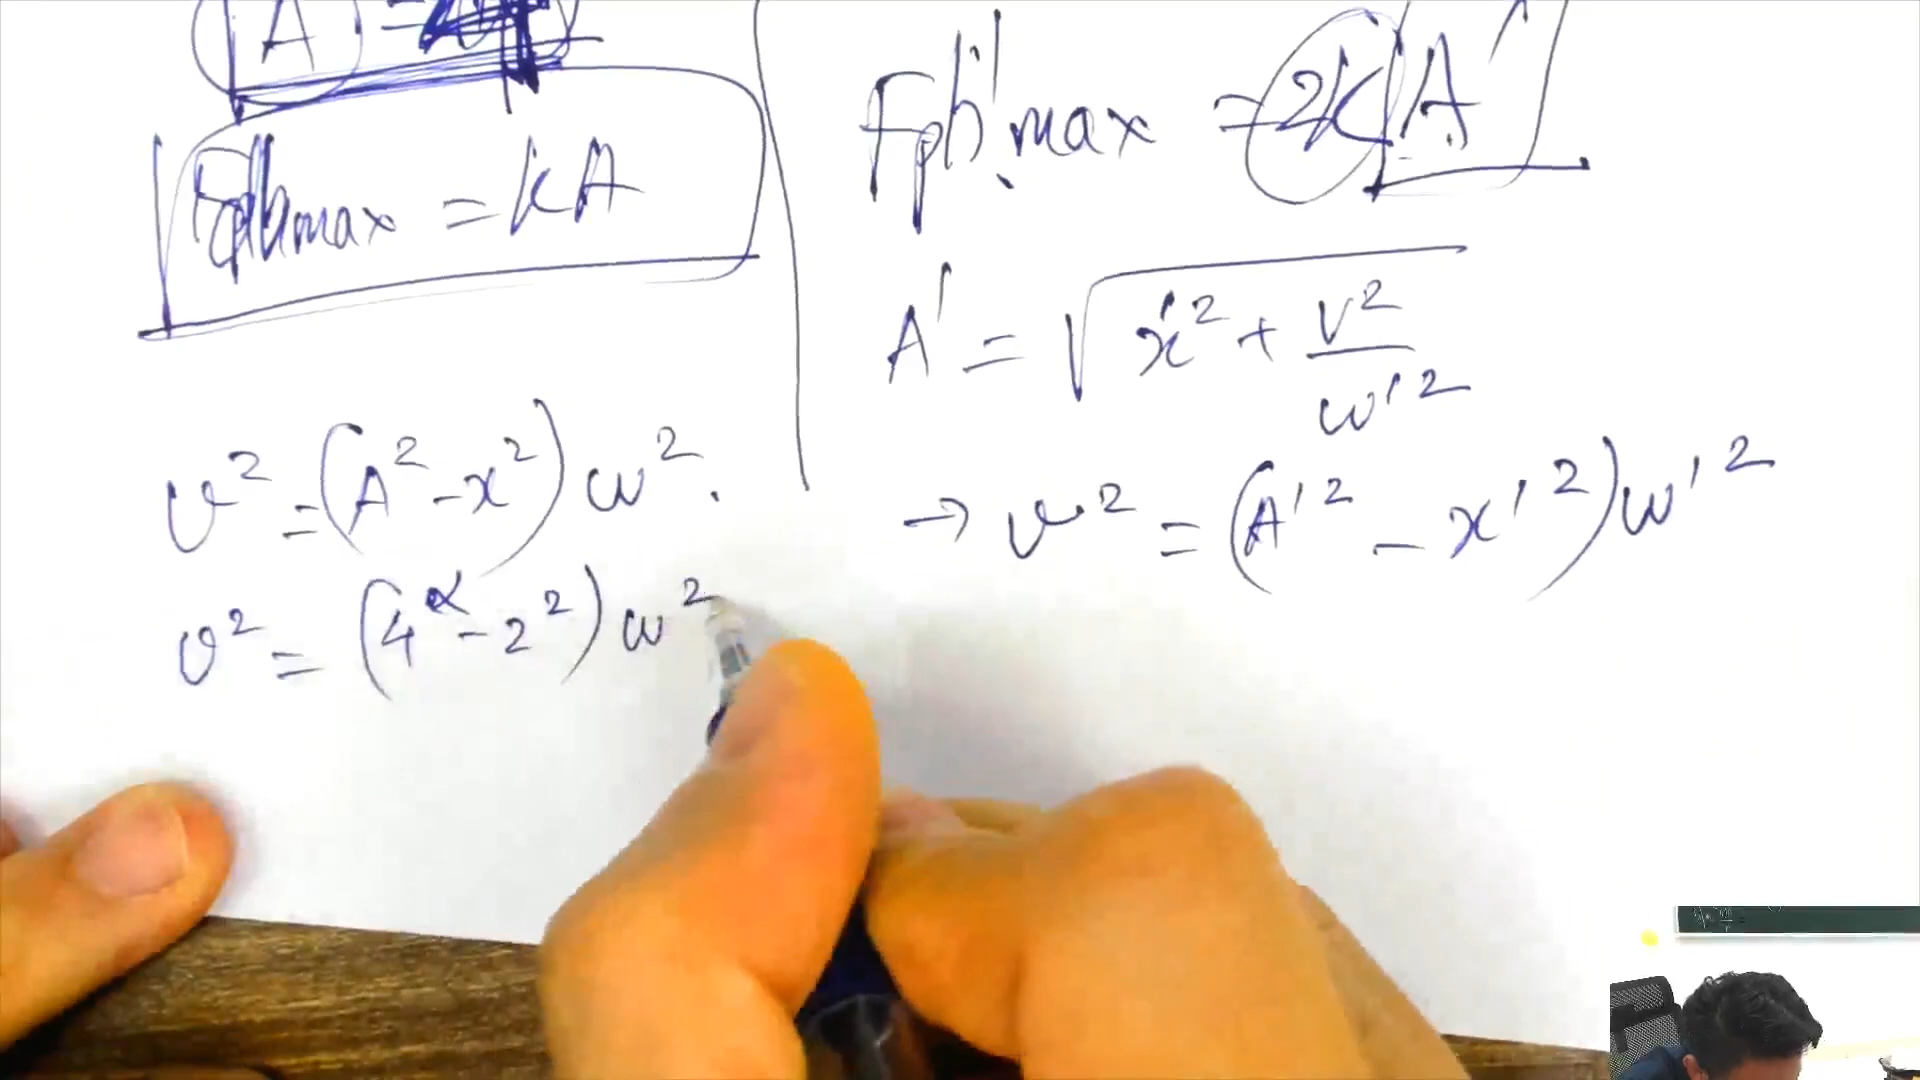 A =
Fđhmax = kA
v² = (A² - x²) ω².
v² = (4² - 2²) ω²
Fph'max = 2k A'
A' = √(x'² + v²/ω'²)
→ v² = (A'² - x'²) ω'²